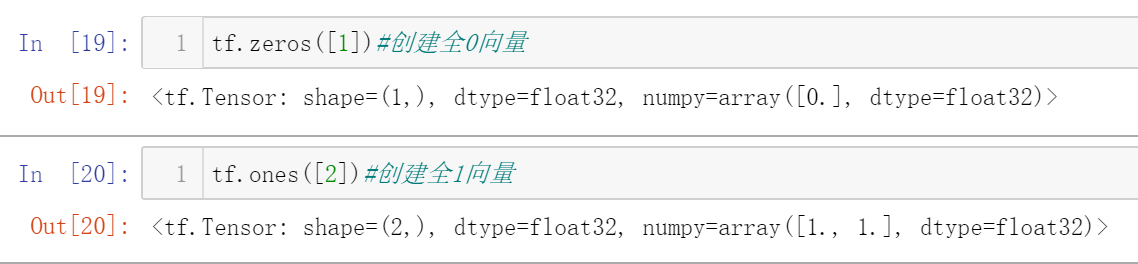 In [19]: 1 tf.zeros([1])#创建全0向量
Out[19]: <tf.Tensor: shape=(1,), dtype=float32, numpy=array([0.], dtype=float32)>
In [20]: 1 tf.ones([2])#创建全1向量
Out[20]: <tf.Tensor: shape=(2,), dtype=float32, numpy=array([1., 1.], dtype=float32)>